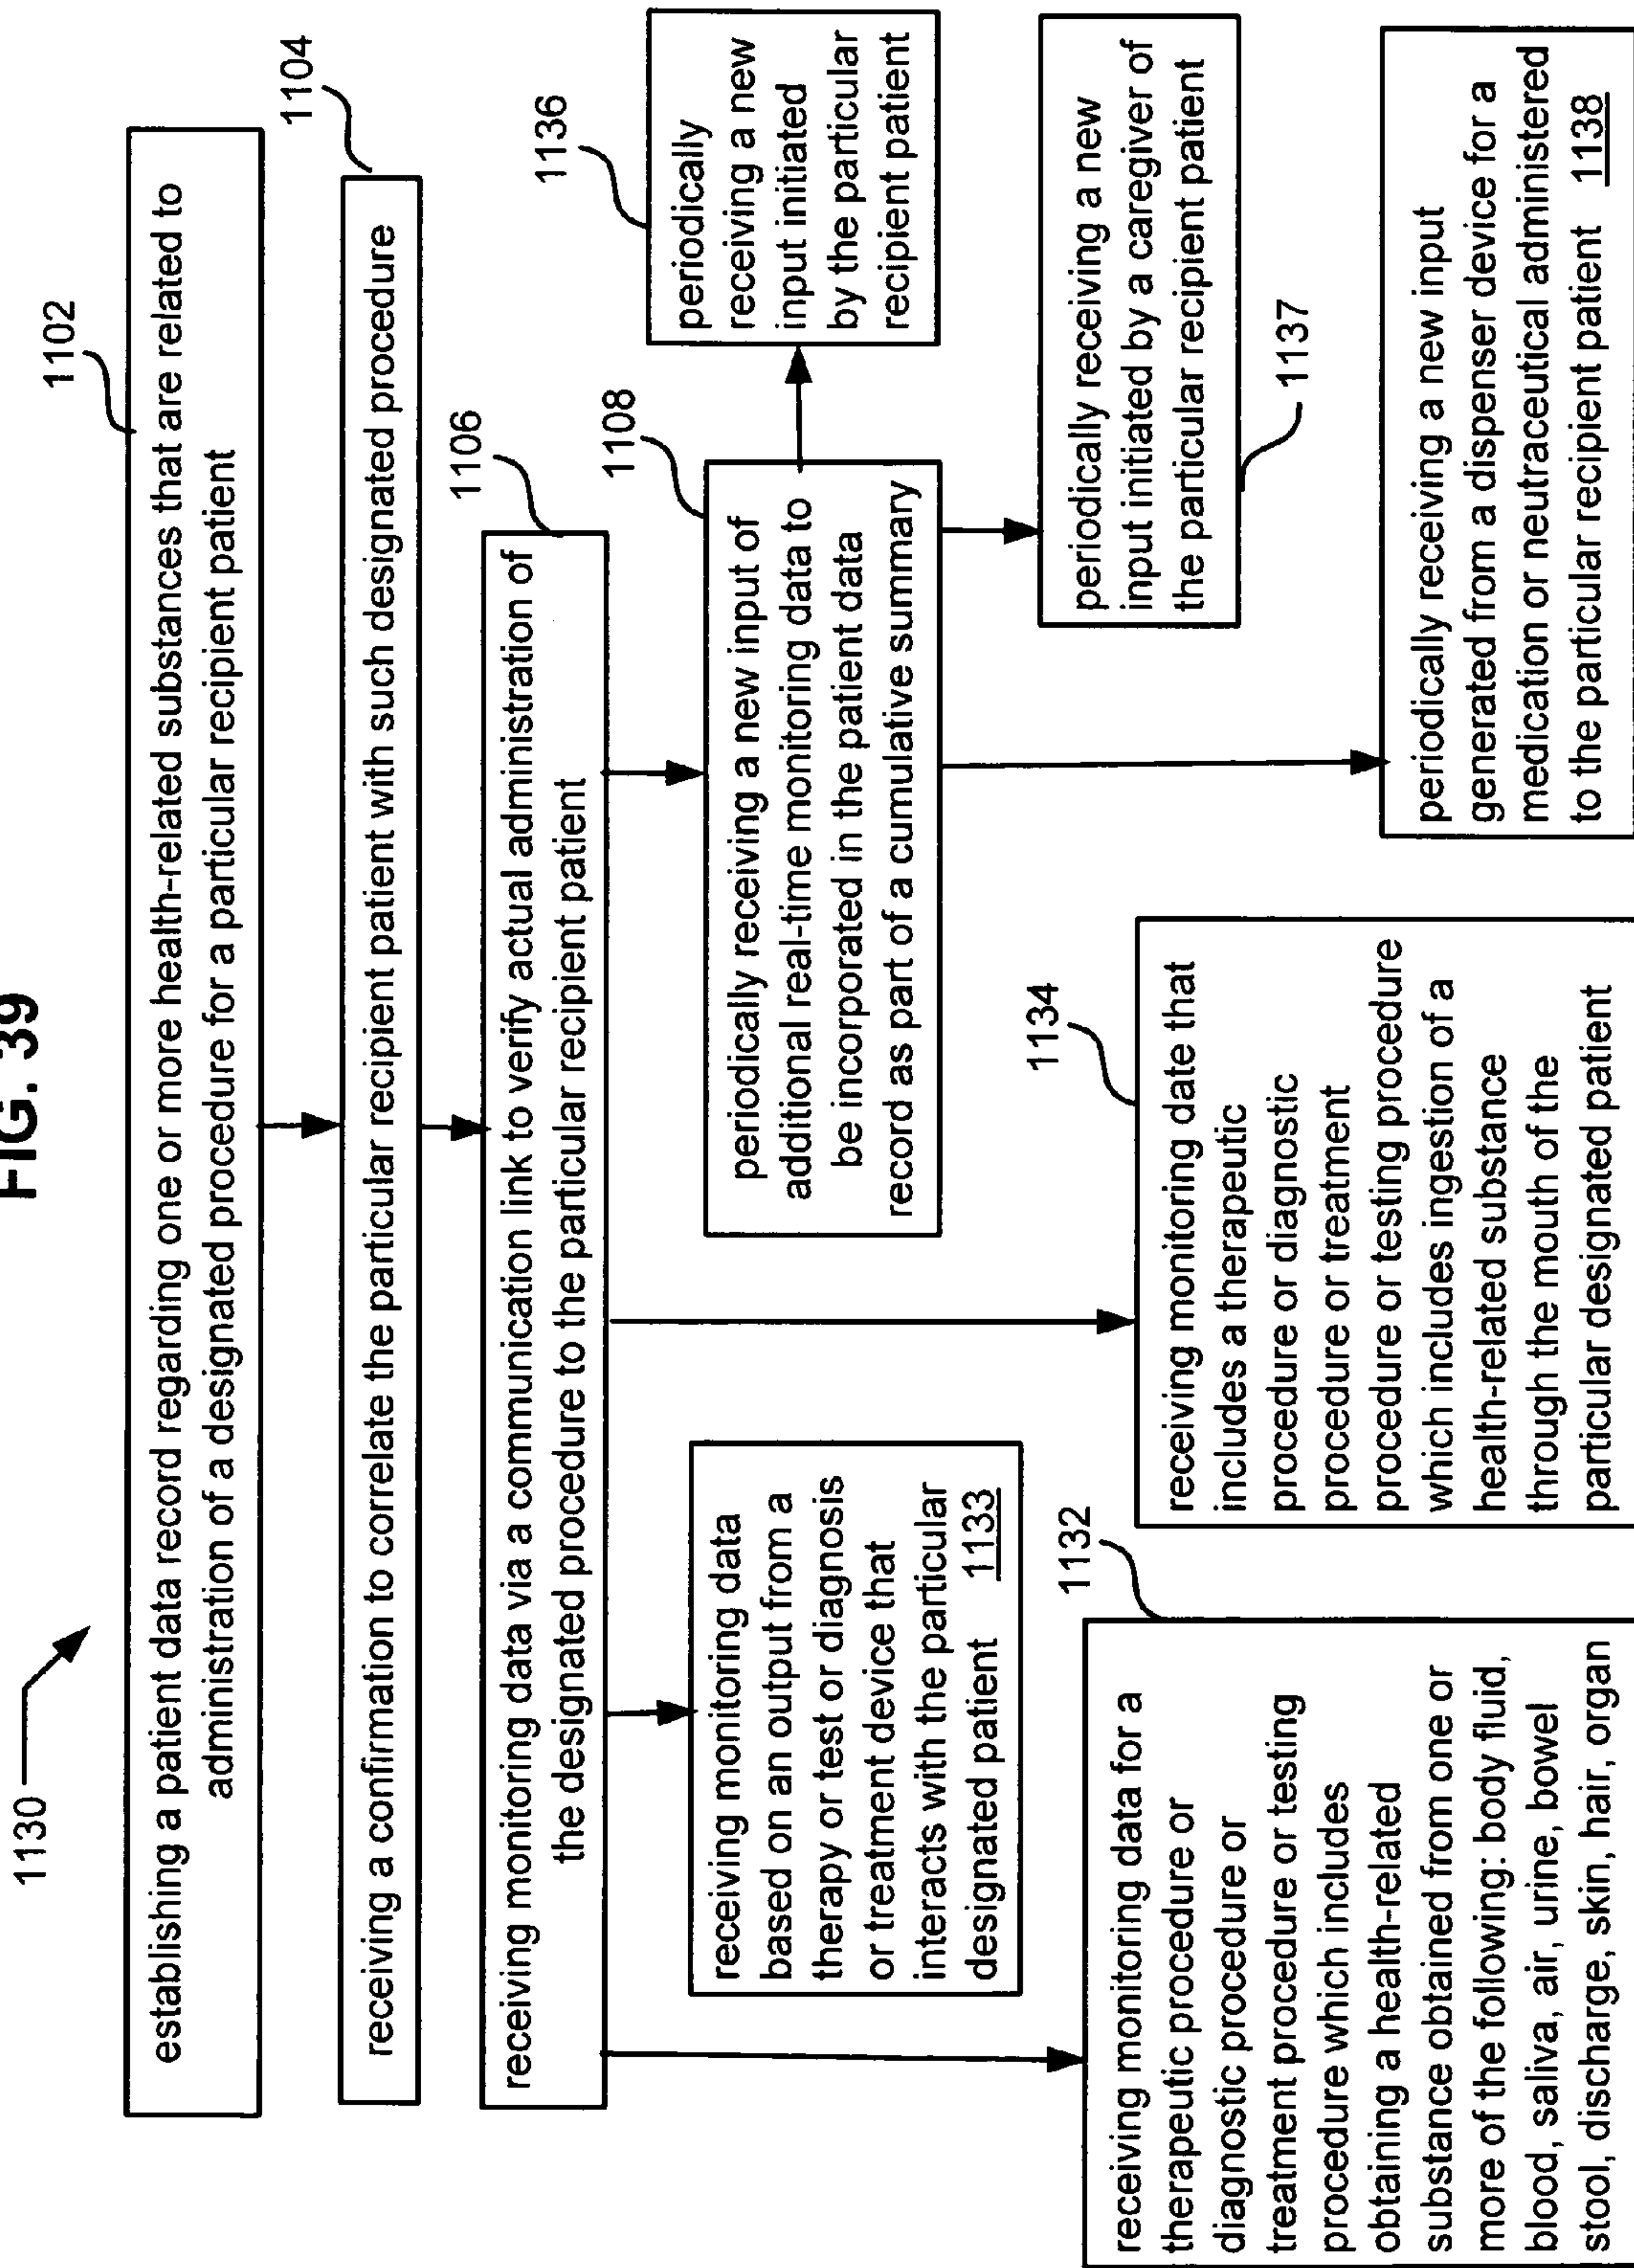 FIG. 39
1130
1102
establishing a patient data record regarding one or more health-related substances that are related to
administration of a designated procedure for a particular recipient patient
1104
receiving a confirmation to correlate the particular recipient patient with such designated procedure
1106
receiving monitoring data via a communication link to verify actual administration of
the designated procedure to the particular recipient patient
1108
periodically receiving a new input of
additional real-time monitoring data to
be incorporated in the patient data
record as part of a cumulative summary
1136
periodically
receiving a new
input initiated
by the particular
recipient patient
receiving monitoring data
based on an output from a
therapy or test or diagnosis
or treatment device that
interacts with the particular
designated patient 1133
periodically receiving a new
input initiated by a caregiver of
the particular recipient patient
1137
1132
receiving monitoring data for a
therapeutic procedure or
diagnostic procedure or
treatment procedure or testing
procedure which includes
obtaining a health-related
substance obtained from one or
more of the following: body fluid,
blood, saliva, air, urine, bowel
stool, discharge, skin, hair, organ
1134
receiving monitoring date that
includes a therapeutic
procedure or diagnostic
procedure or treatment
procedure or testing procedure
which includes ingestion of a
health-related substance
through the mouth of the
particular designated patient
periodically receiving a new input
generated from a dispenser device for a
medication or neutraceutical administered
to the particular recipient patient 1138